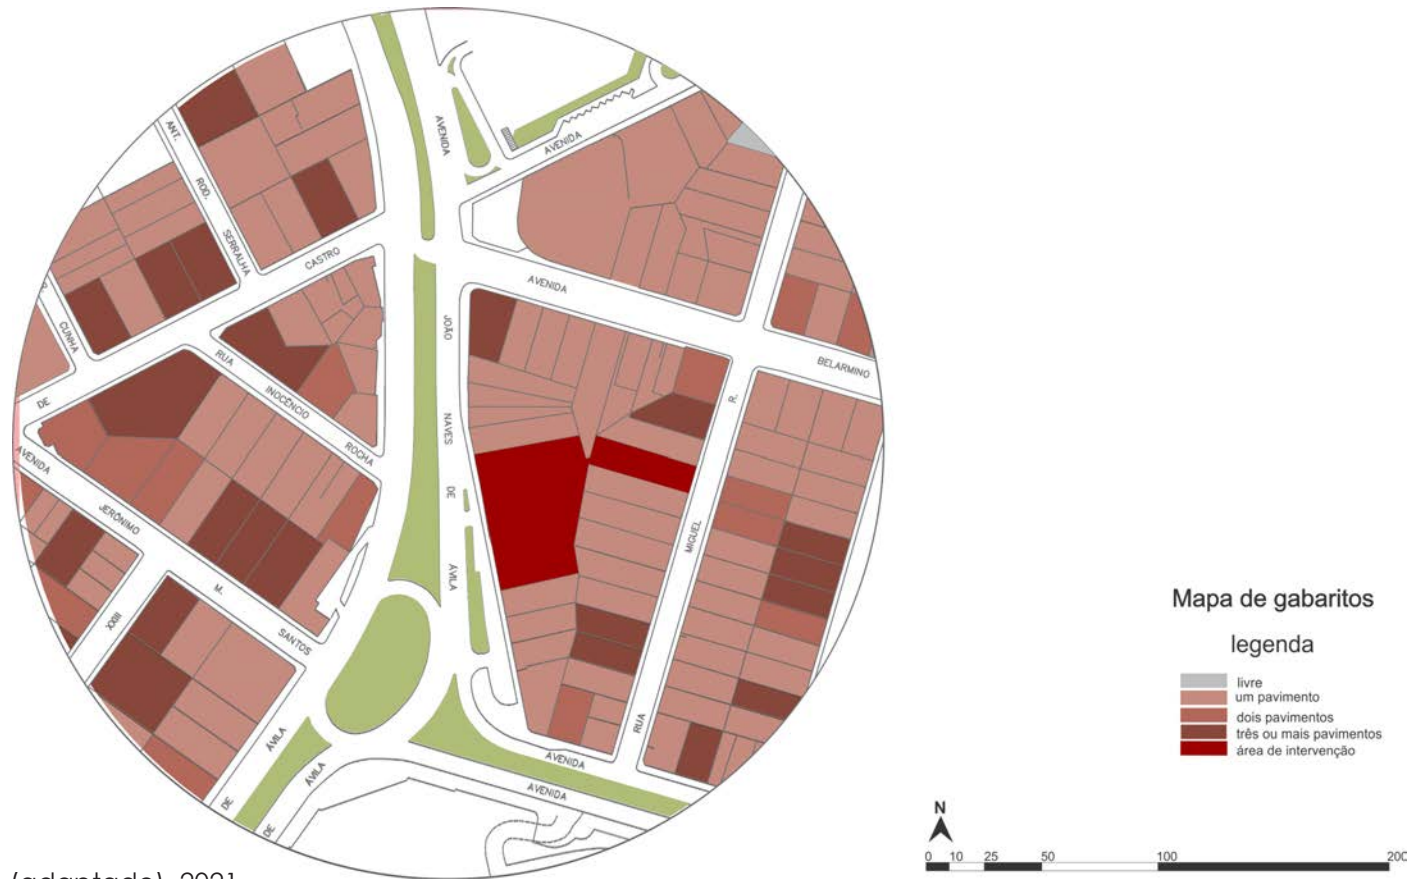 AVENIDA
AVENIDA
ANT.
ROD.
SERRALHA
CASTRO
AVENIDA
CUNHA
RUA
INOCÊNCIO
ROCHA
JOÃO
NAVES
DE
ÁVILA
BELARMINO
R.
MIGUEL
RUA
DE
AVENIDA
JERÔNIMO
M.
SANTOS
XXIII
ÁVILA
DE
ÁVILA
DE
AVENIDA
AVENIDA
Mapa de gabaritos
legenda
livre
um pavimento
dois pavimentos
três ou mais pavimentos
área de intervenção
N
0 10 25 50 100 200